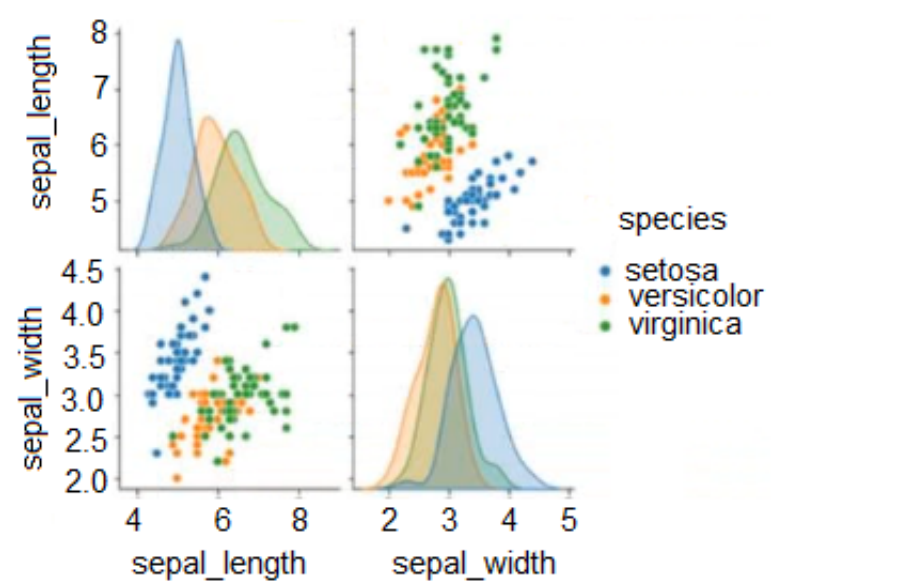 sepal_length
8
7
6
5
sepal_width
4.5
4.0
3.5
3.0
2.5
2.0
4 6 8
sepal_length
2 3 4 5
sepal_width
species
setosa
versicolor
virginica